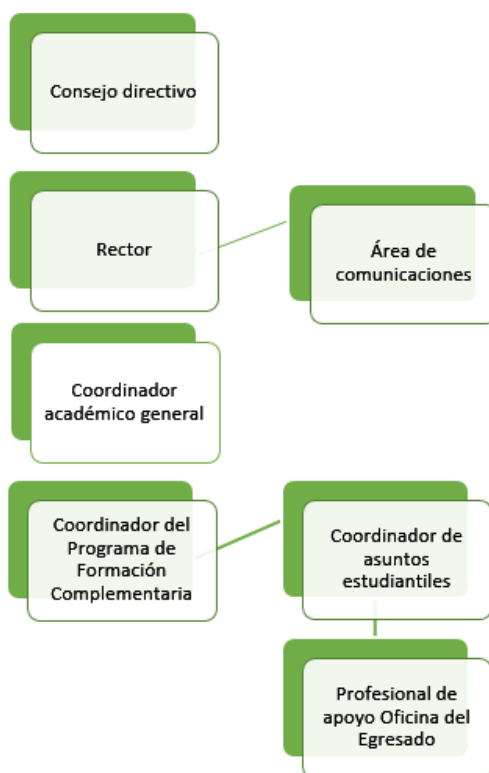 Consejo directivo
Rector
Área de
comunicaciones
Coordinador
académico general
Coordinador del
Programa de
Formación
Complementaria
Coordinador de
asuntos
estudiantiles
Profesional de
apoyo Oficina del
Egresado